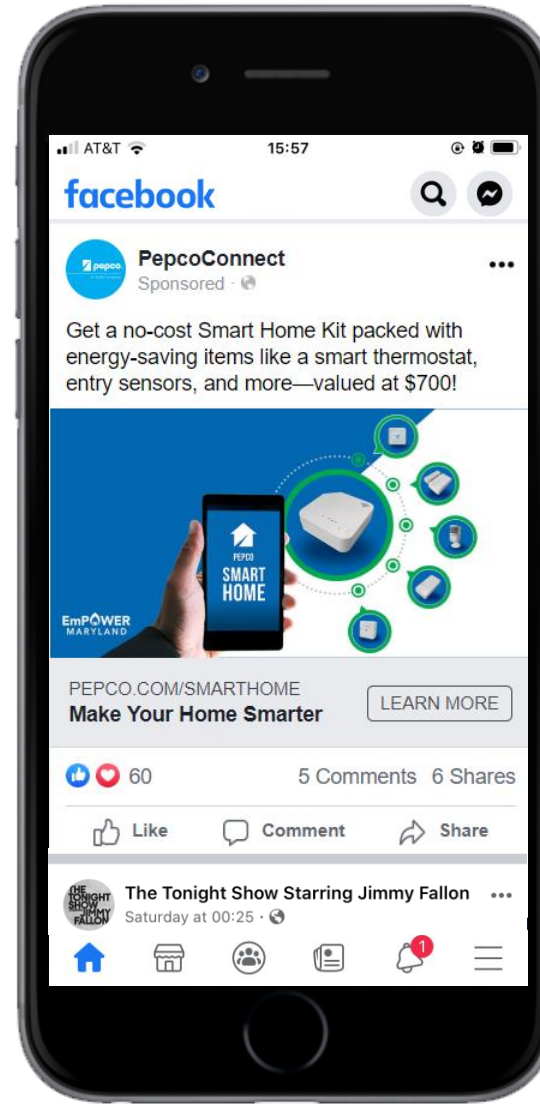 AT&T 15:57
facebook
pepco
PepcoConnect
Sponsored ·
Get a no-cost Smart Home Kit packed with
energy-saving items like a smart thermostat,
entry sensors, and more—valued at $700!
PEPCO
SMART
HOME
EmPOWER
MARYLAND
PEPCO.COM/SMARTHOME
Make Your Home Smarter
LEARN MORE
60 5 Comments 6 Shares
Like Comment Share
THE
TONIGHT
SHOW
JIMMY
FALLON
The Tonight Show Starring Jimmy Fallon
Saturday at 00:25 ·
1